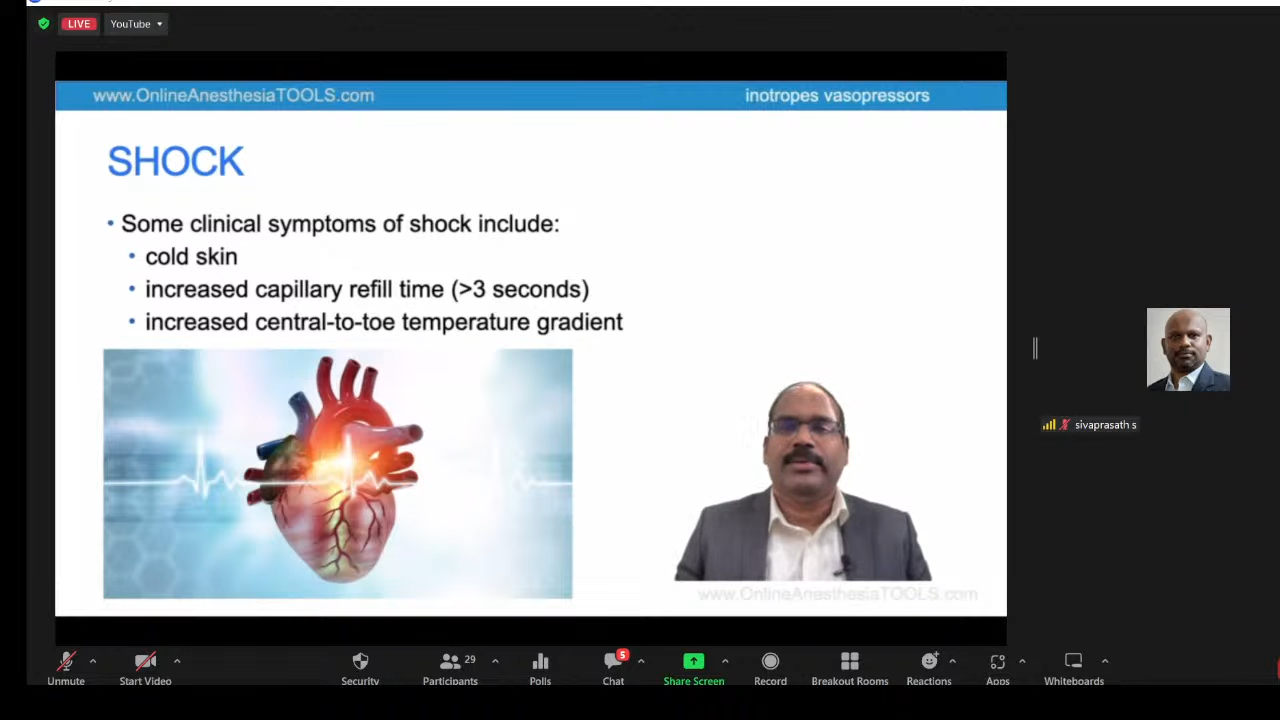 LIVE
YouTube
www.OnlineAnesthesiaTOOLS.com
inotropes vasopressors
SHOCK
• Some clinical symptoms of shock include:
• cold skin
• increased capillary refill time (>3 seconds)
• increased central-to-toe temperature gradient
www.OnlineAnesthesiaTOOLS.com
sivaprasath s
Unmute
Start Video
Security
29
Participants
Polls
5
Chat
Share Screen
Record
Breakout Rooms
Reactions
Apps
Whiteboards